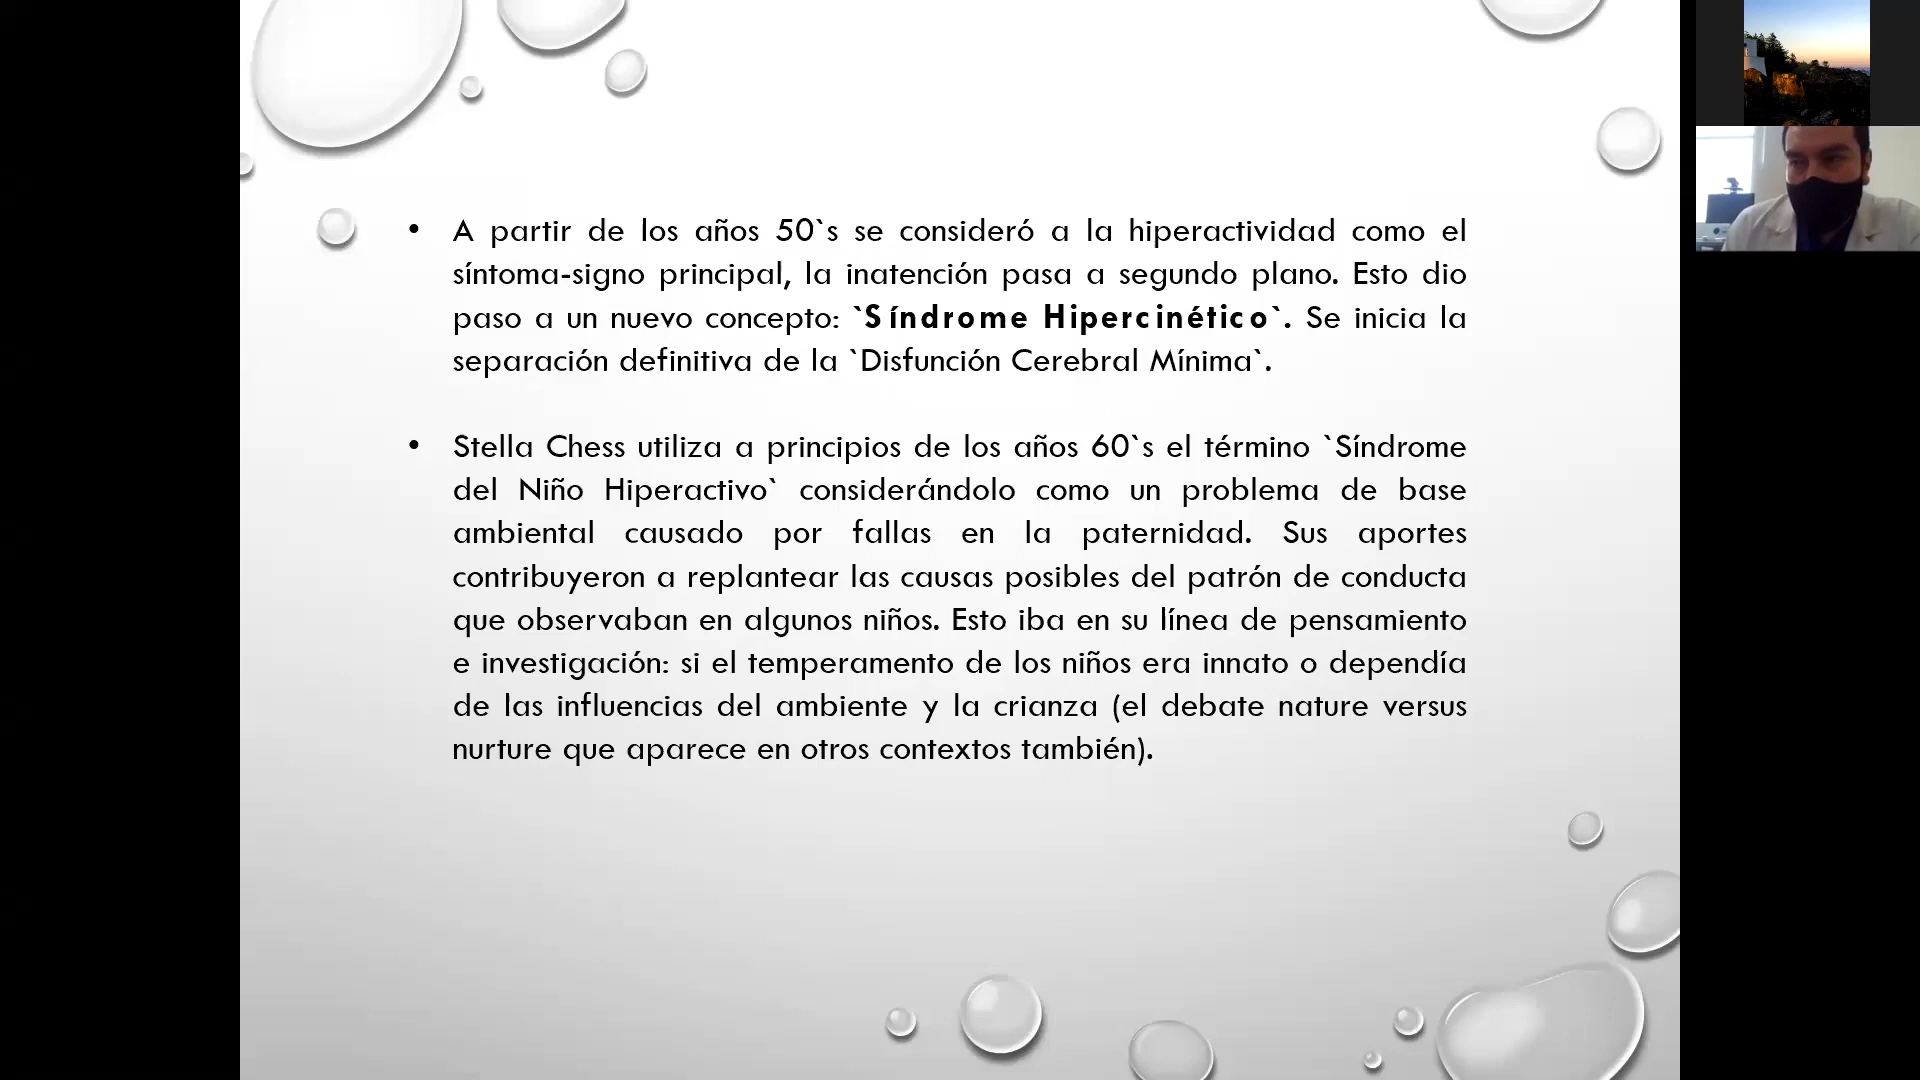 • A partir de los años 50`s se consideró a la hiperactividad como el
síntoma-signo principal, la inatención pasa a segundo plano. Esto dio
paso a un nuevo concepto: `Síndrome Hipercinético`. Se inicia la
separación definitiva de la `Disfunción Cerebral Mínima`.
• Stella Chess utiliza a principios de los años 60`s el término `Síndrome
del Niño Hiperactivo` considerándolo como un problema de base
ambiental causado por fallas en la paternidad. Sus aportes
contribuyeron a replantear las causas posibles del patrón de conducta
que observaban en algunos niños. Esto iba en su línea de pensamiento
e investigación: si el temperamento de los niños era innato o dependía
de las influencias del ambiente y la crianza (el debate nature versus
nurture que aparece en otros contextos también).